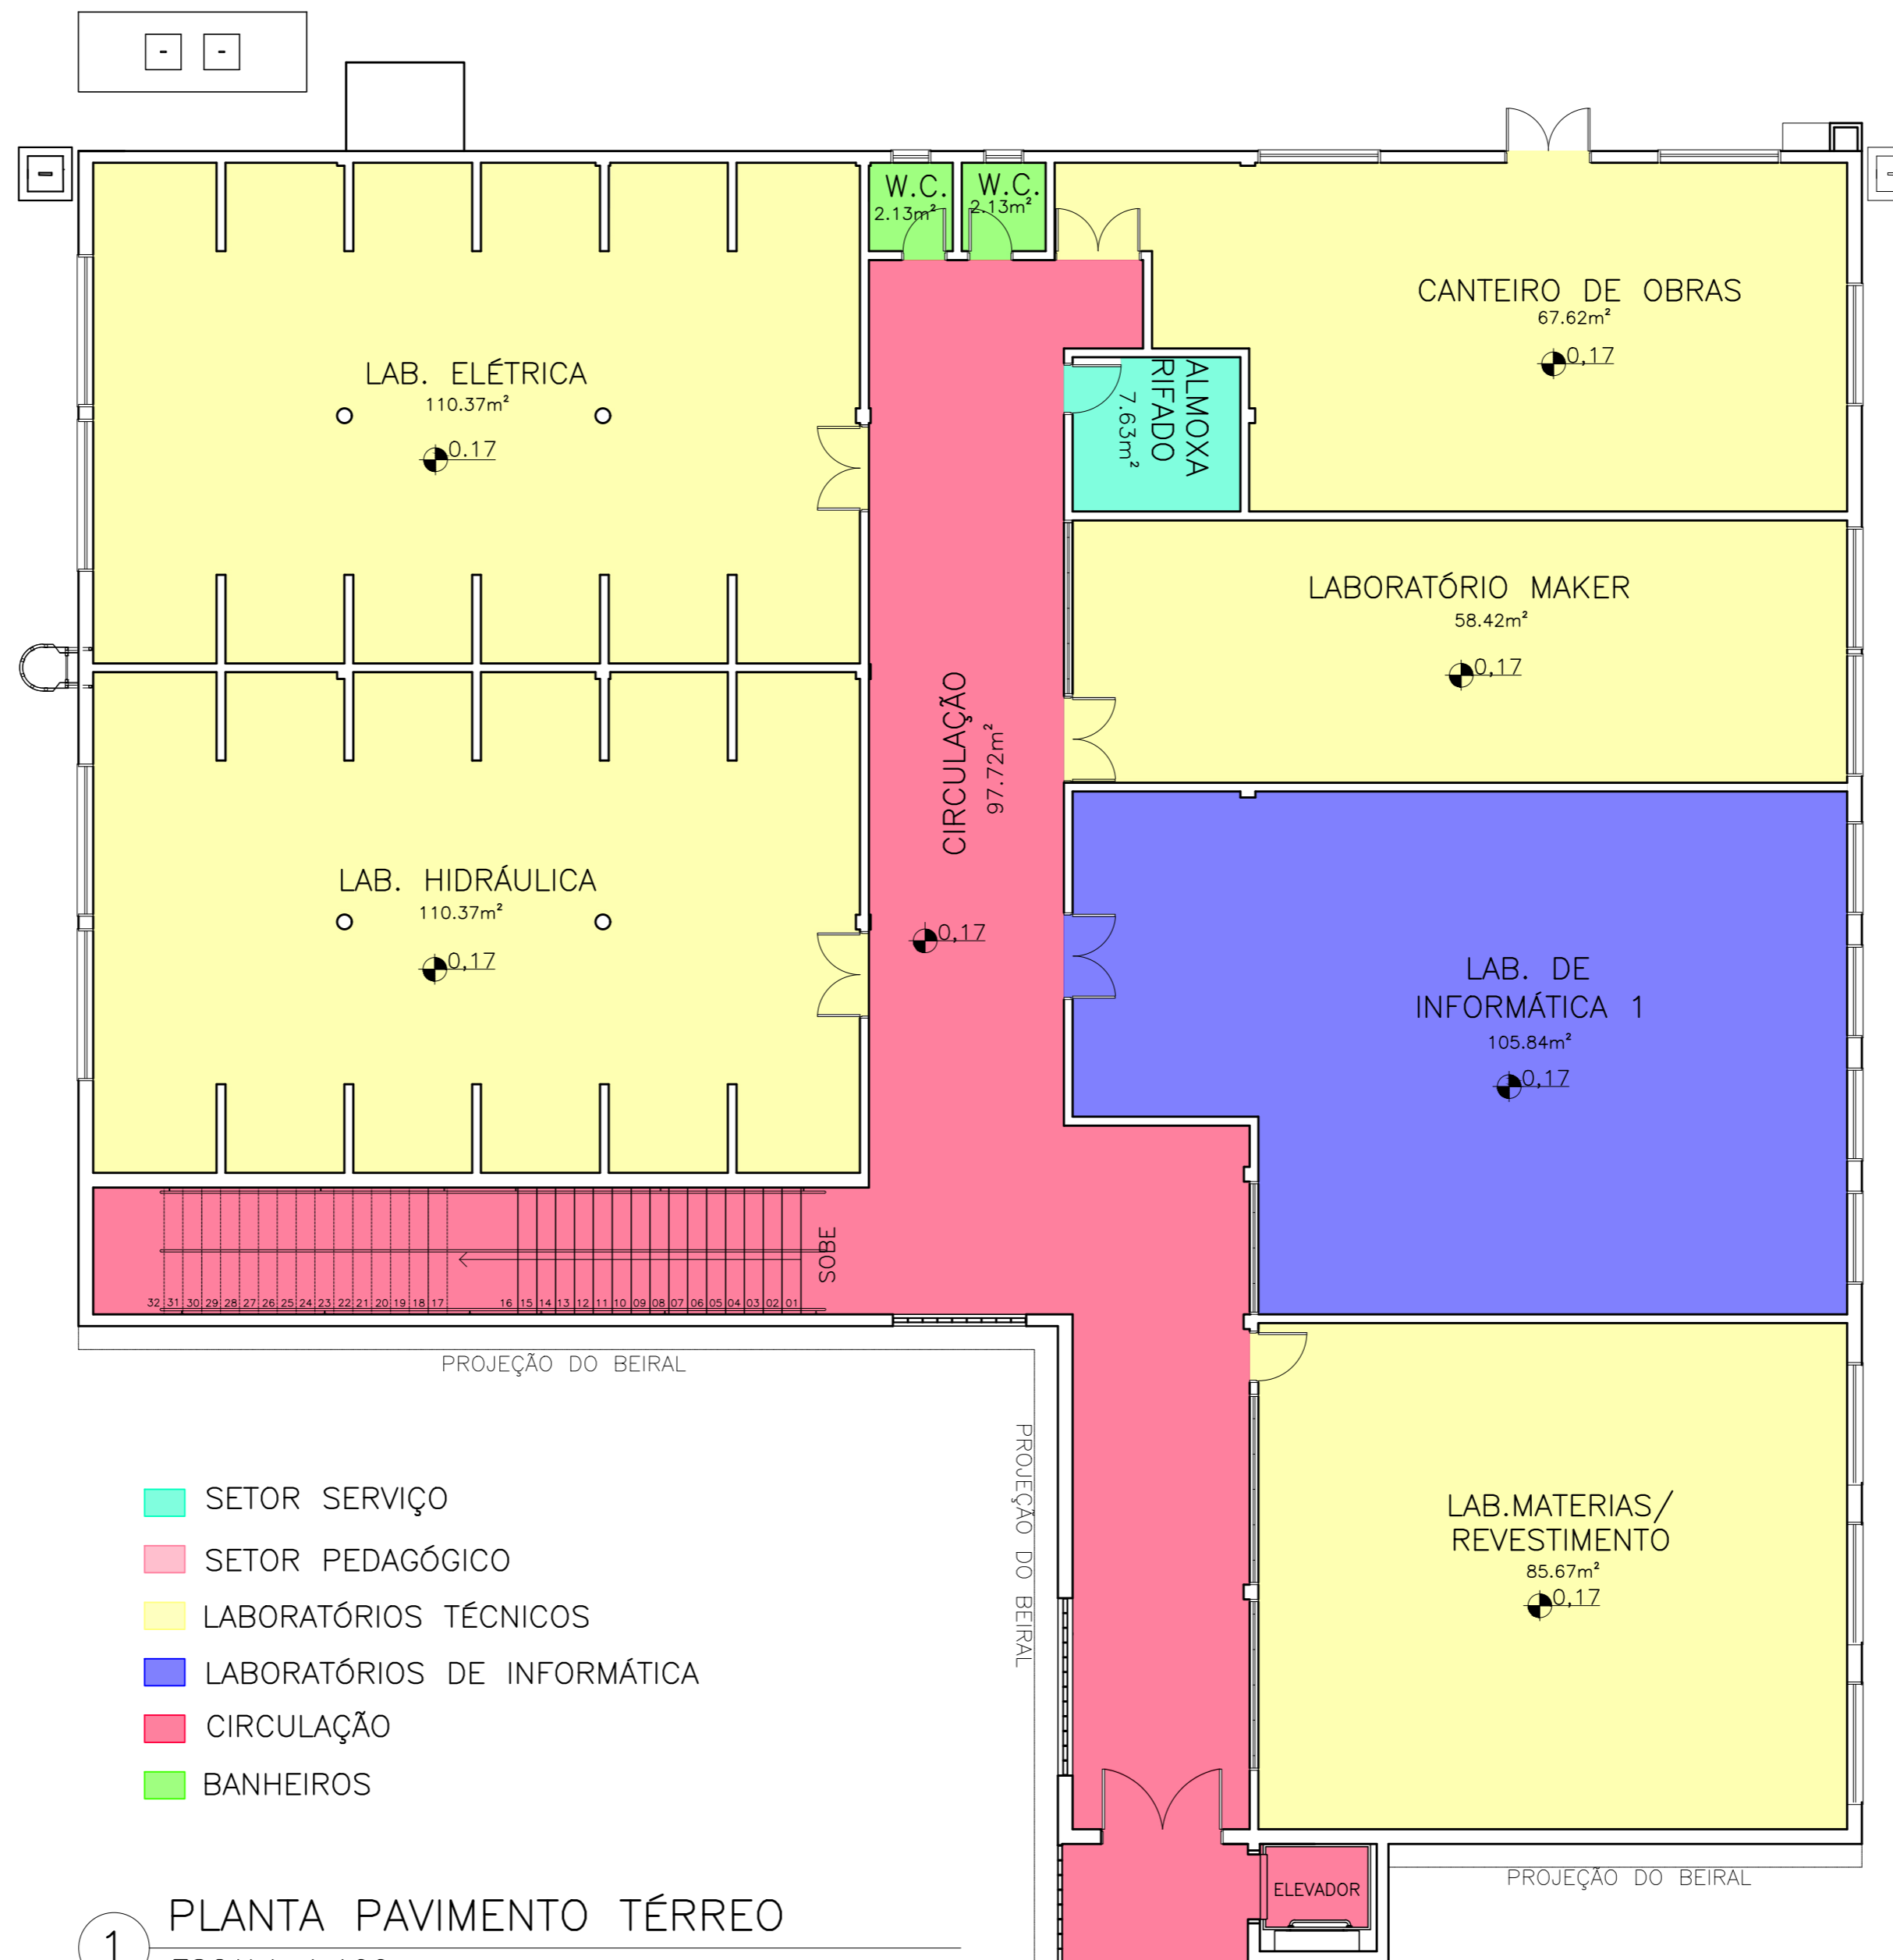 W.C.
2.13m²
W.C.
2.13m²
CANTEIRO DE OBRAS
67.62m²
0,17
LAB. ELÉTRICA
110.37m²
0.17
ALMOXA
RIFADO
7.63m²
LABORATÓRIO MAKER
58.42m²
0,17
CIRCULAÇÃO
97.72m²
0,17
LAB. HIDRÁULICA
110.37m²
0,17
LAB. DE
INFORMÁTICA 1
105.84m²
0,17
SOBE
32 31 30 29 28 27 26 25 24 23 22 21 20 19 18 17 16 15 14 13 12 11 10 09 08 07 06 05 04 03 02 01
PROJEÇÃO DO BEIRAL
PROJEÇÃO DO BEIRAL
LAB.MATERIAS/
REVESTIMENTO
85.67m²
0,17
SETOR SERVIÇO
SETOR PEDAGÓGICO
LABORATÓRIOS TÉCNICOS
LABORATÓRIOS DE INFORMÁTICA
CIRCULAÇÃO
BANHEIROS
ELEVADOR
PROJEÇÃO DO BEIRAL
1
PLANTA PAVIMENTO TÉRREO